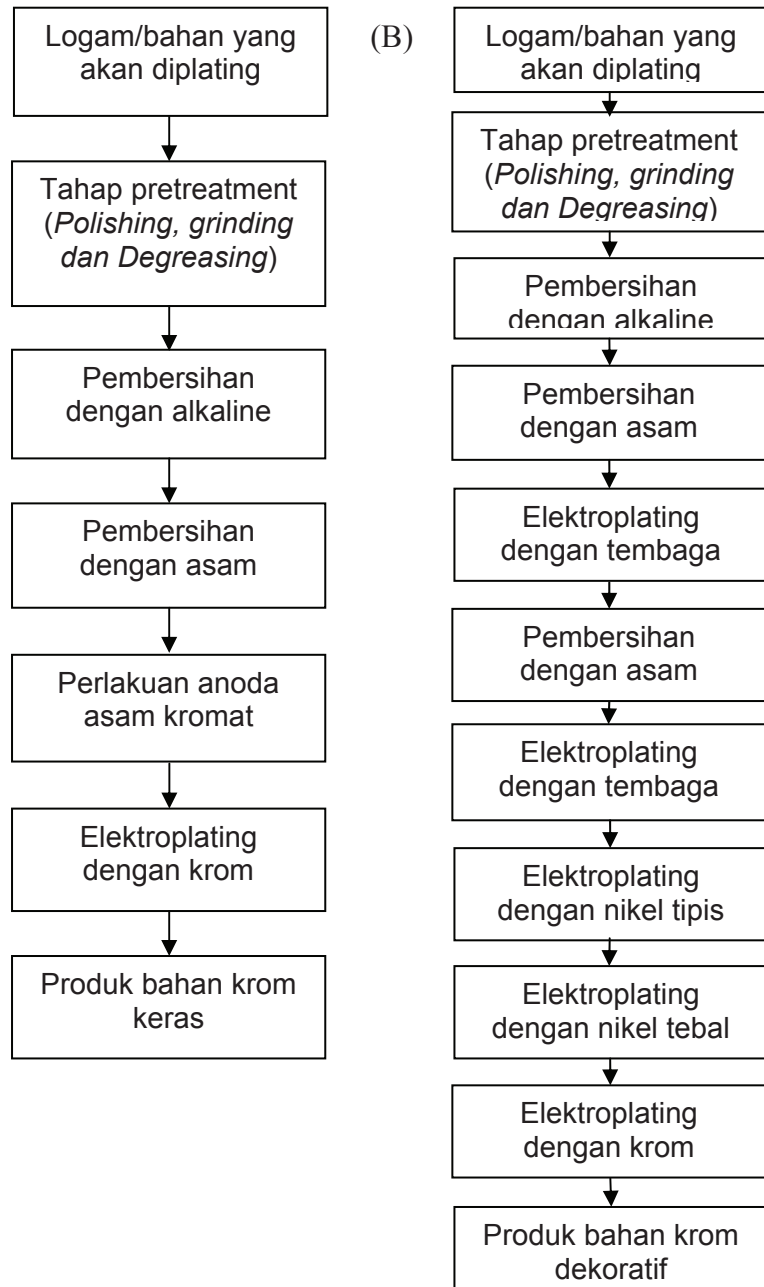 Logam/bahan yang
akan diplating
Tahap pretreatment
(Polishing, grinding
dan Degreasing)
Pembersihan
dengan alkaline
Pembersihan
dengan asam
Perlakuan anoda
asam kromat
Elektroplating
dengan krom
Produk bahan krom
keras
(B)
Logam/bahan yang
akan diplating
Tahap pretreatment
(Polishing, grinding
dan Degreasing)
Pembersihan
dengan alkaline
Pembersihan
dengan asam
Elektroplating
dengan tembaga
Pembersihan
dengan asam
Elektroplating
dengan tembaga
Elektroplating
dengan nikel tipis
Elektroplating
dengan nikel tebal
Elektroplating
dengan krom
Produk bahan krom
dekoratif